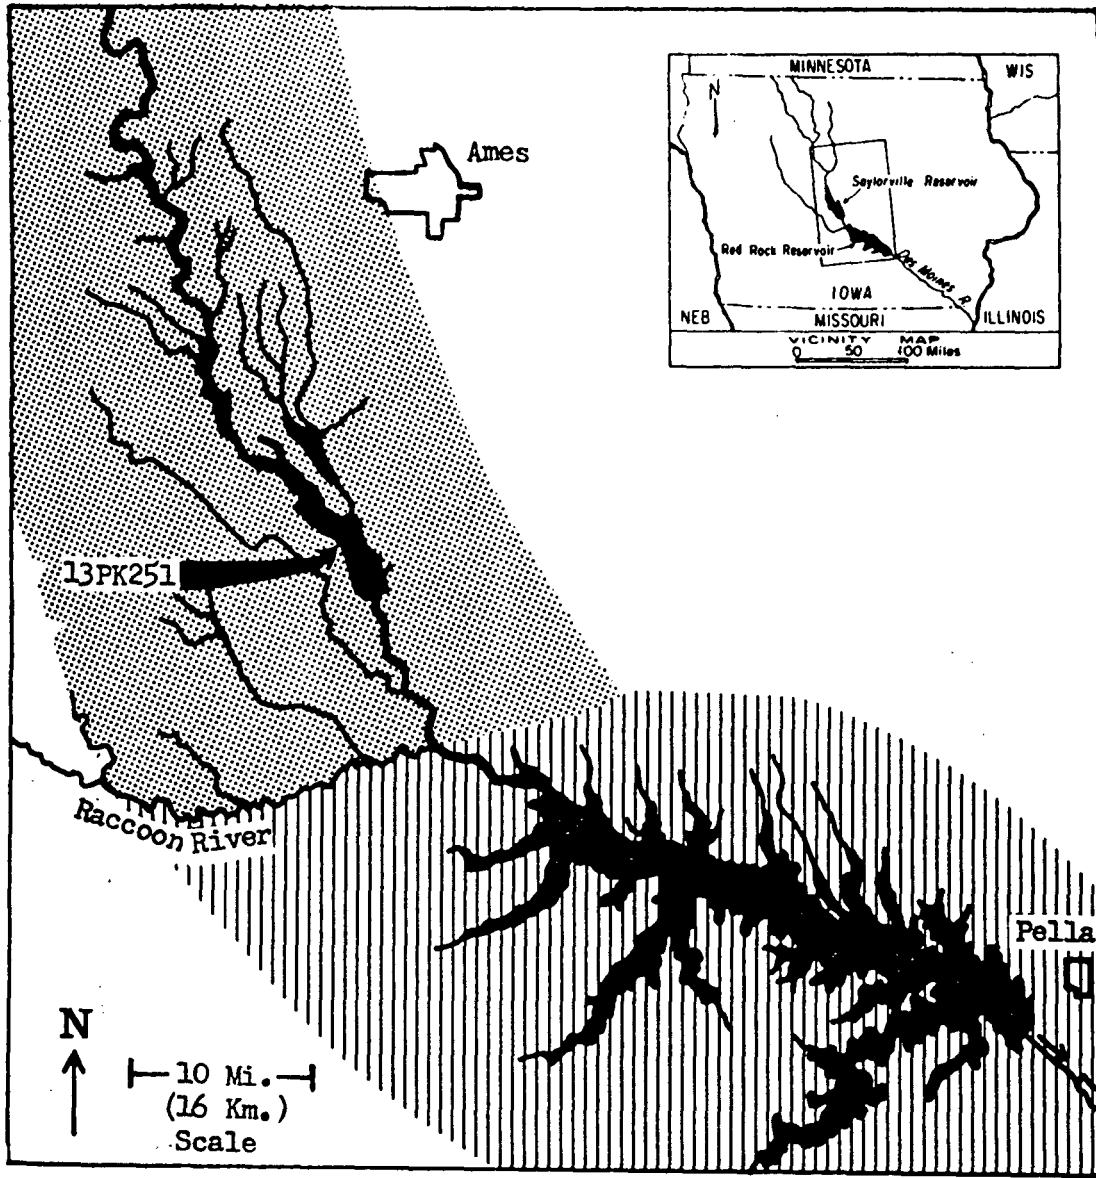 Ames
MINNESOTA
WIS
N
Saylorville Reservoir
Red Rock Reservoir
Des Moines R.
IOWA
NEB
MISSOURI
ILLINOIS
VICINITY MAP
0 50 100 Miles
13PK251
Raccoon River
Pella
N
10 Mi.
(16 Km.)
Scale